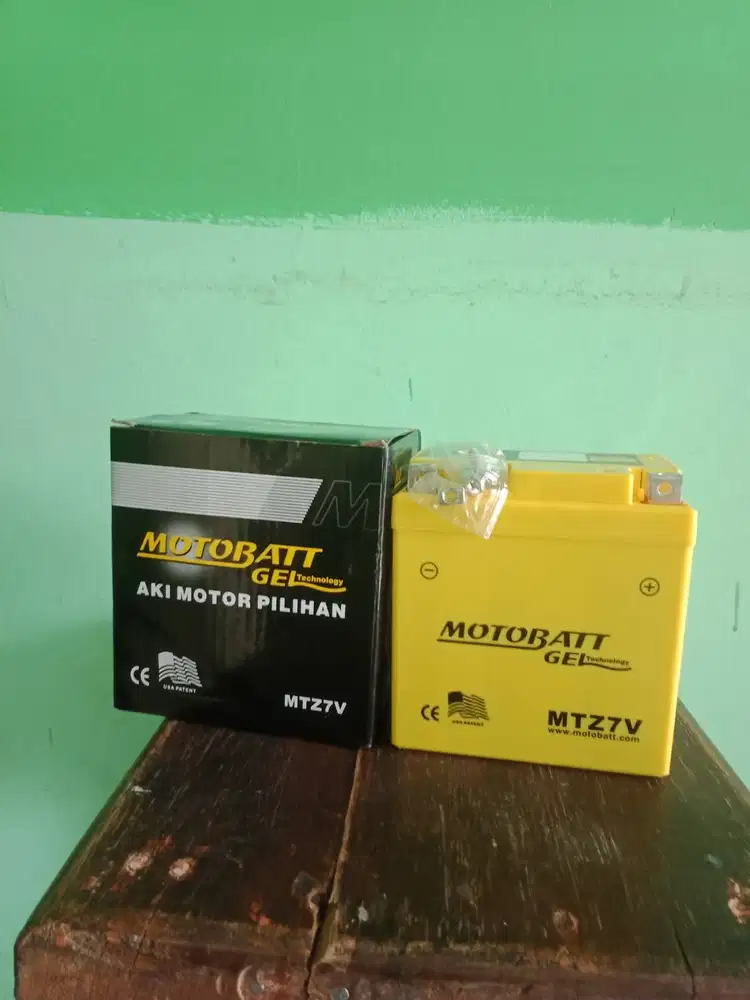 M
MOTOBATT
GEL Technology
AKI MOTOR PILIHAN
CE
USA PATENT
MTZ7V
MOTOBATT
GEL Technology
CE
USA PATENT
MTZ7V
www.motobatt.com